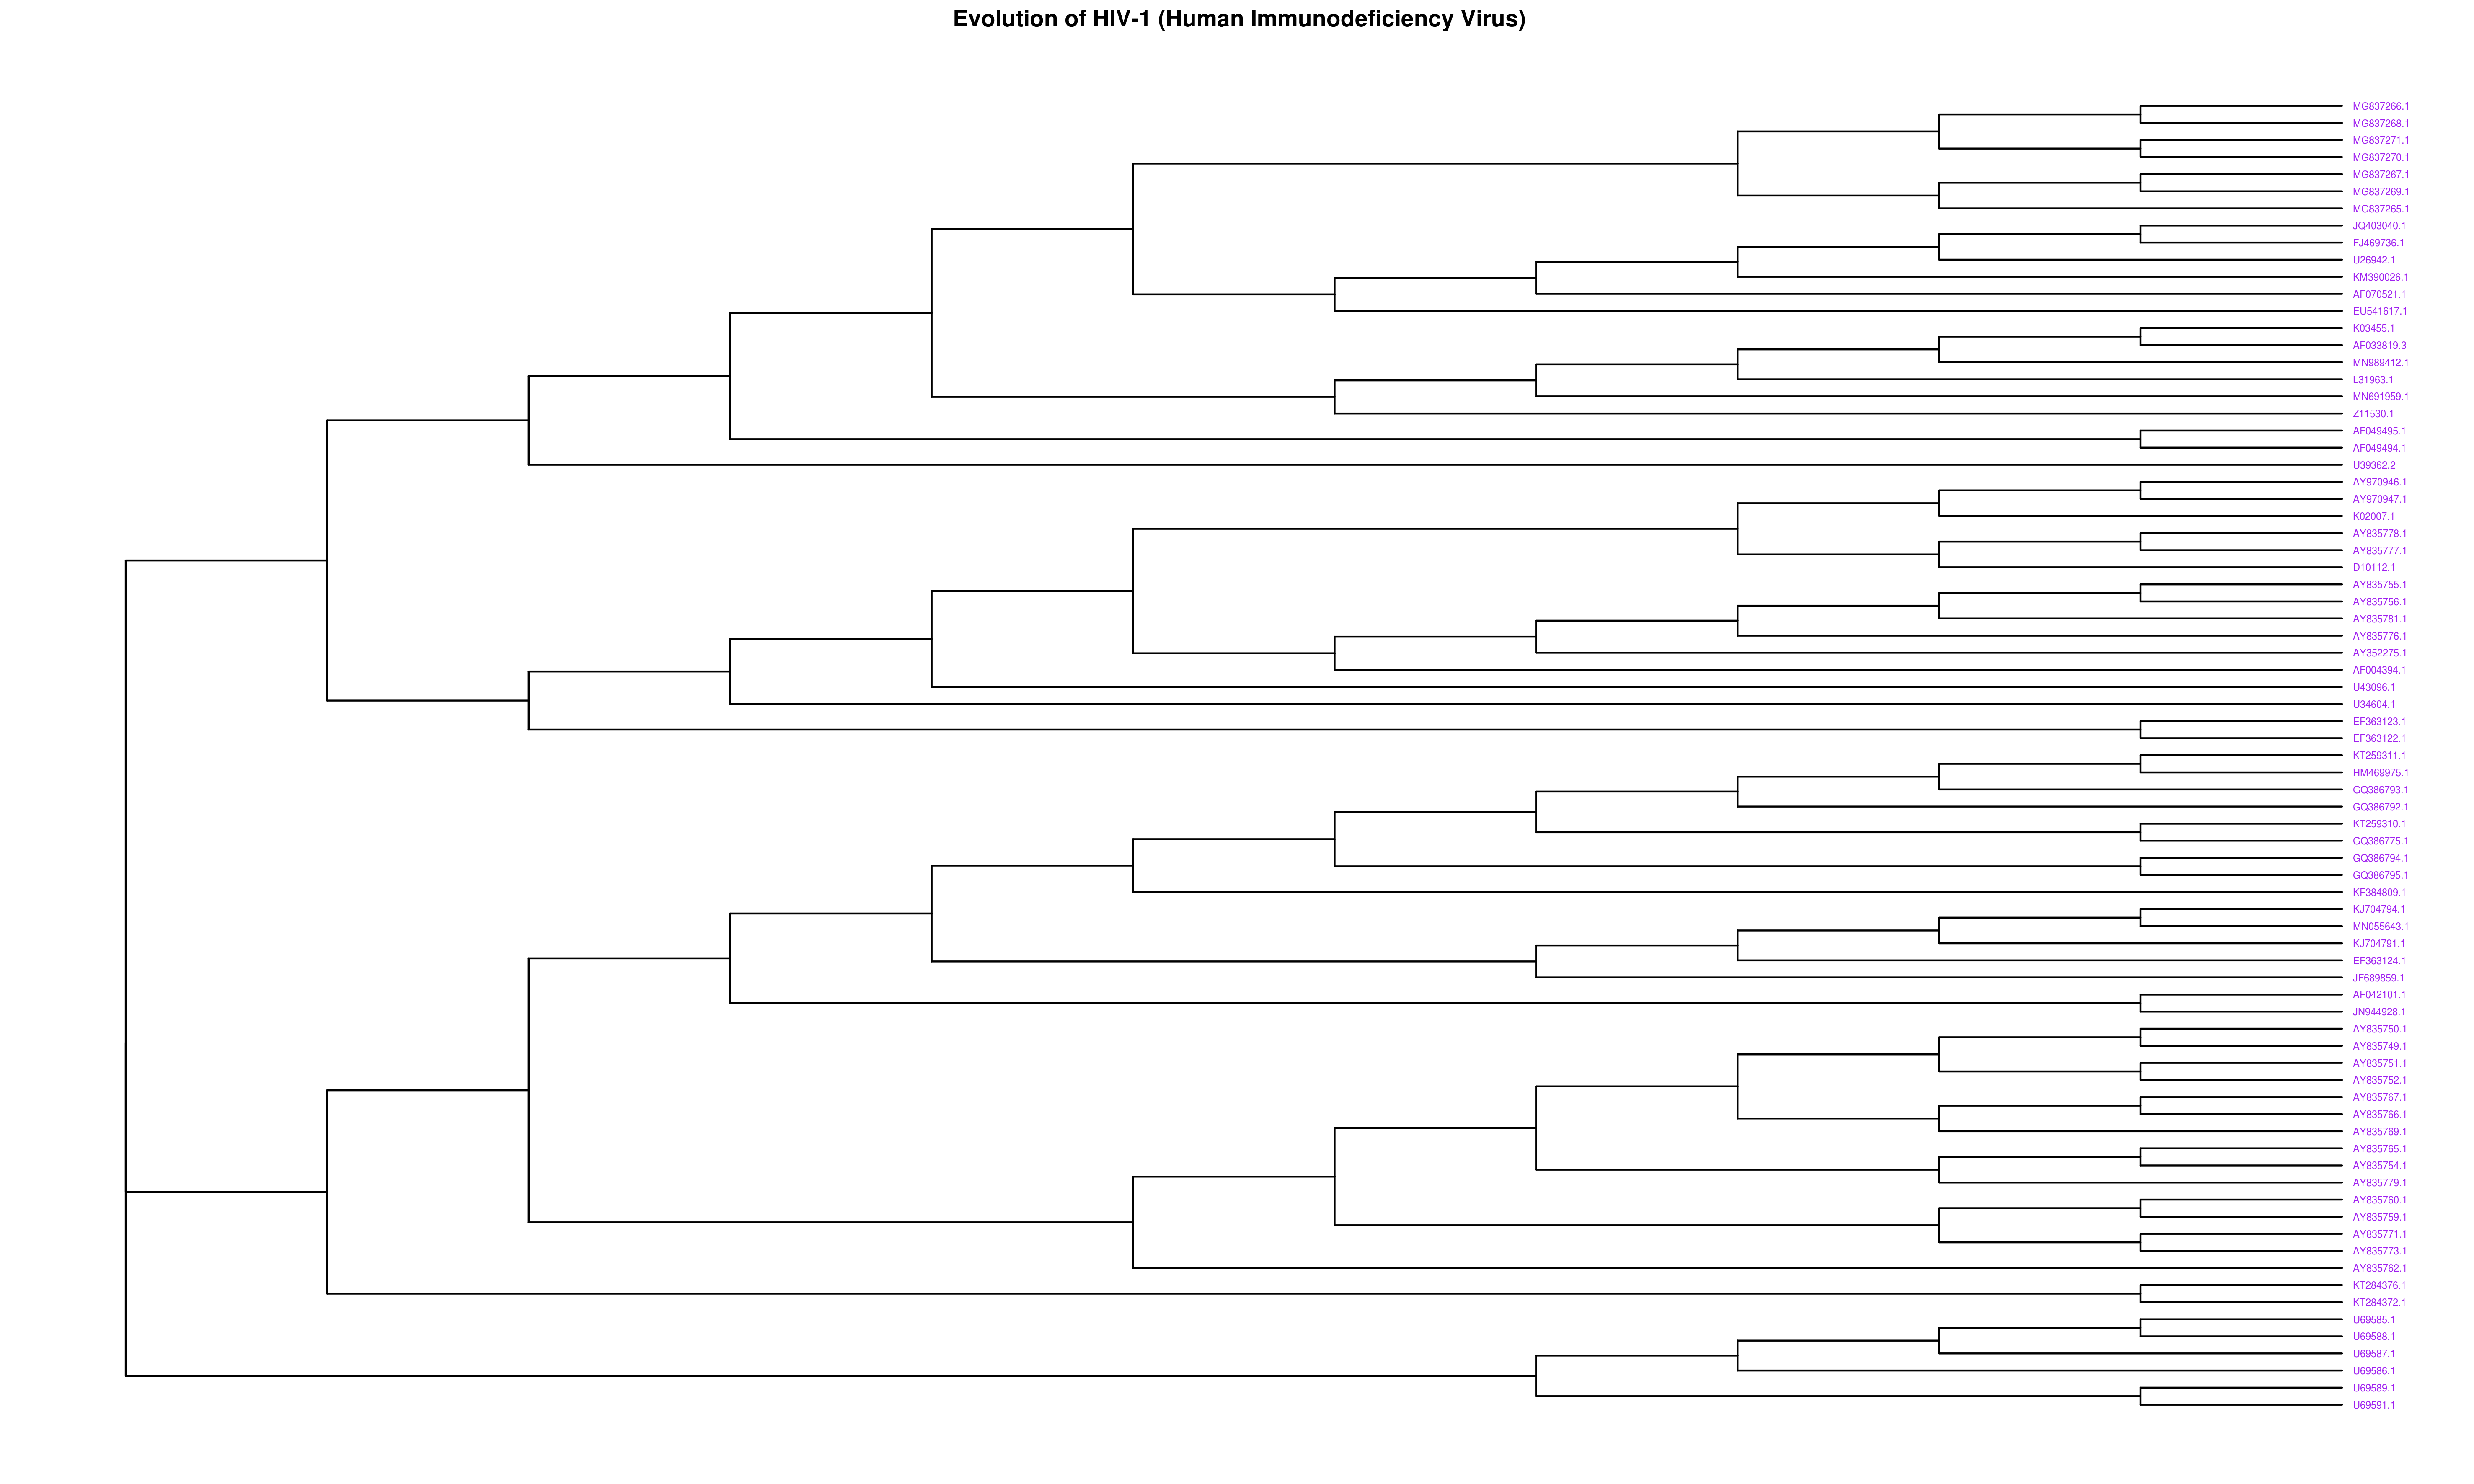 Evolution of HIV-1 (Human Immunodeficiency Virus)
MG837266.1
MG837268.1
MG837271.1
MG837270.1
MG837267.1
MG837269.1
MG837265.1
JQ403040.1
FJ469736.1
U26942.1
KM390026.1
AF070521.1
EU541617.1
K03455.1
AF033819.3
MN989412.1
L31963.1
MN691959.1
Z11530.1
AF049495.1
AF049494.1
U39362.2
AY970946.1
AY970947.1
K02007.1
AY835778.1
AY835777.1
D10112.1
AY835755.1
AY835756.1
AY835781.1
AY835776.1
AY352275.1
AF004394.1
U43096.1
U34604.1
EF363123.1
EF363122.1
KT259311.1
HM469975.1
GQ386793.1
GQ386792.1
KT259310.1
GQ386775.1
GQ386794.1
GQ386795.1
KF384809.1
KJ704794.1
MN055643.1
KJ704791.1
EF363124.1
JF689859.1
AF042101.1
JN944928.1
AY835750.1
AY835749.1
AY835751.1
AY835752.1
AY835767.1
AY835766.1
AY835769.1
AY835765.1
AY835754.1
AY835779.1
AY835760.1
AY835759.1
AY835771.1
AY835773.1
AY835762.1
KT284376.1
KT284372.1
U69585.1
U69588.1
U69587.1
U69586.1
U69589.1
U69591.1